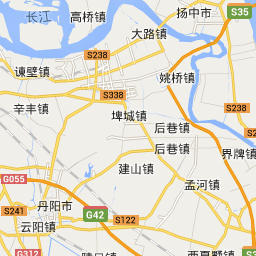 长江
高桥镇
扬中市
S35
大路镇
S238
谏壁镇
姚桥镇
S338
辛丰镇
埤城镇
S238
后巷镇
后巷镇
界牌镇
建山镇
G055
孟河镇
丹阳市
S241
G42
S122
云阳镇
G312